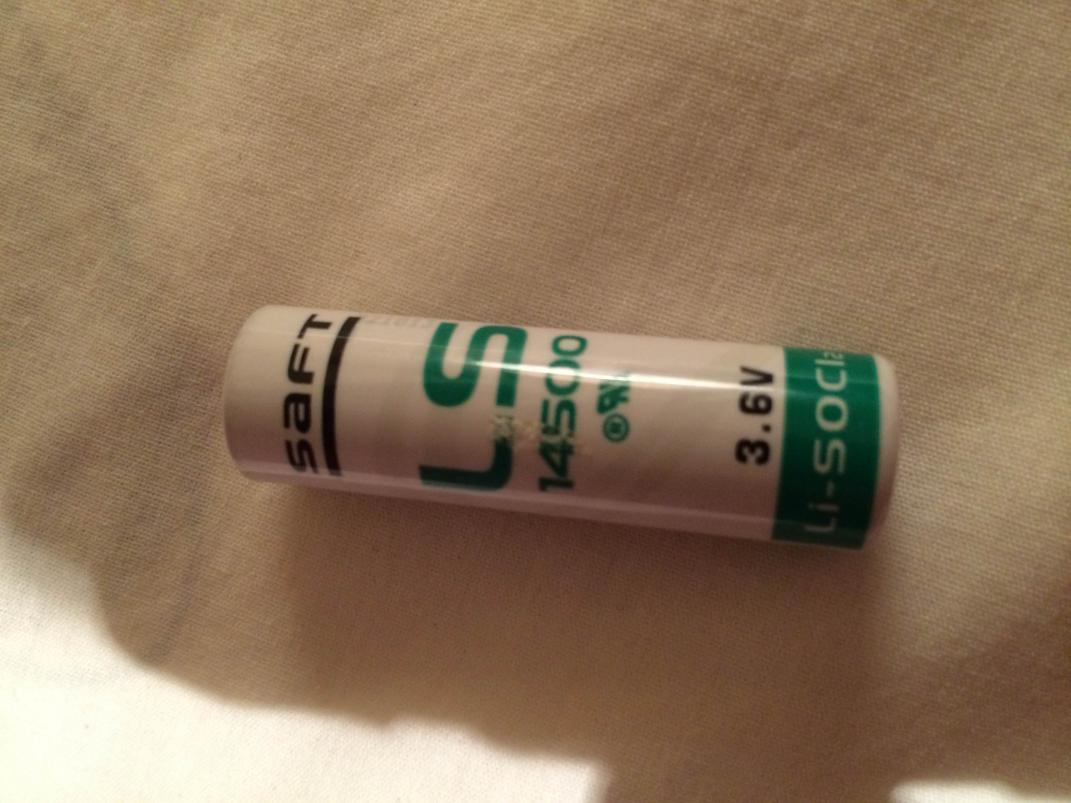 saft
LS
14500
®
3.6V
Li-SOCl2